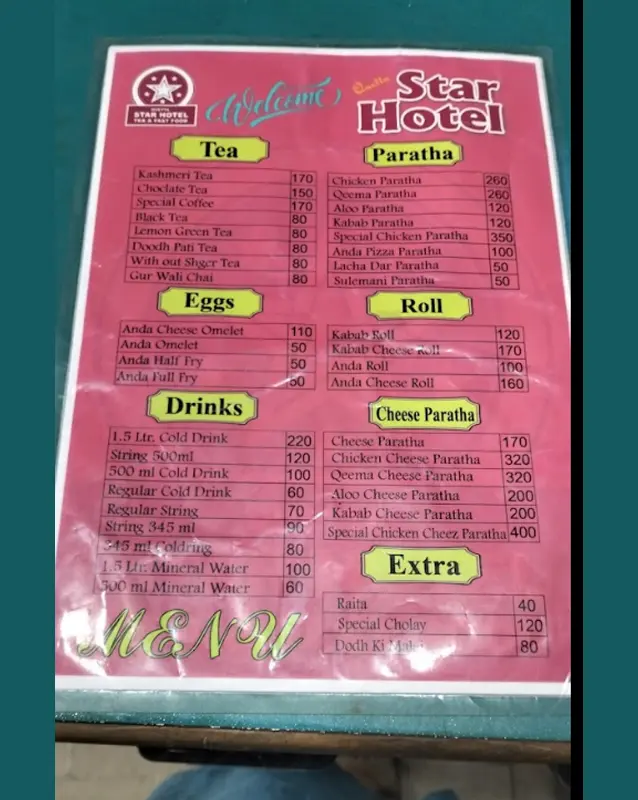 QUETTA
STAR HOTEL
TEA & FAST FOOD
Welcome
Quetta
Star
Hotel
Tea
Kashmeri Tea 170
Choclate Tea 150
Special Coffee 170
Black Tea 80
Lemon Green Tea 80
Doodh Pati Tea 80
With out Shger Tea 80
Gur Wali Chai 80
Eggs
Anda Cheese Omelet 110
Anda Omelet 50
Anda Half Fry 50
Anda Full Fry 50
Drinks
1.5 Ltr. Cold Drink 220
String 500ml 120
500 ml Cold Drink 100
Regular Cold Drink 60
Regular String 70
String 345 ml 90
345 ml Coldring 80
1.5 Ltr. Mineral Water 100
500 ml Mineral Water 60
MENU
Paratha
Chicken Paratha 260
Qeema Paratha 260
Aloo Paratha 120
Kabab Paratha 120
Special Chicken Paratha 350
Anda Pizza Paratha 100
Lacha Dar Paratha 50
Sulemani Paratha 50
Roll
Kabab Roll 120
Kabab Cheese Roll 170
Anda Roll 100
Anda Cheese Roll 160
Cheese Paratha
Cheese Paratha 170
Chicken Cheese Paratha 320
Qeema Cheese Paratha 320
Aloo Cheese Paratha 200
Kabab Cheese Paratha 200
Special Chicken Cheez Paratha 400
Extra
Raita 40
Special Cholay 120
Dodh Ki Malai 80